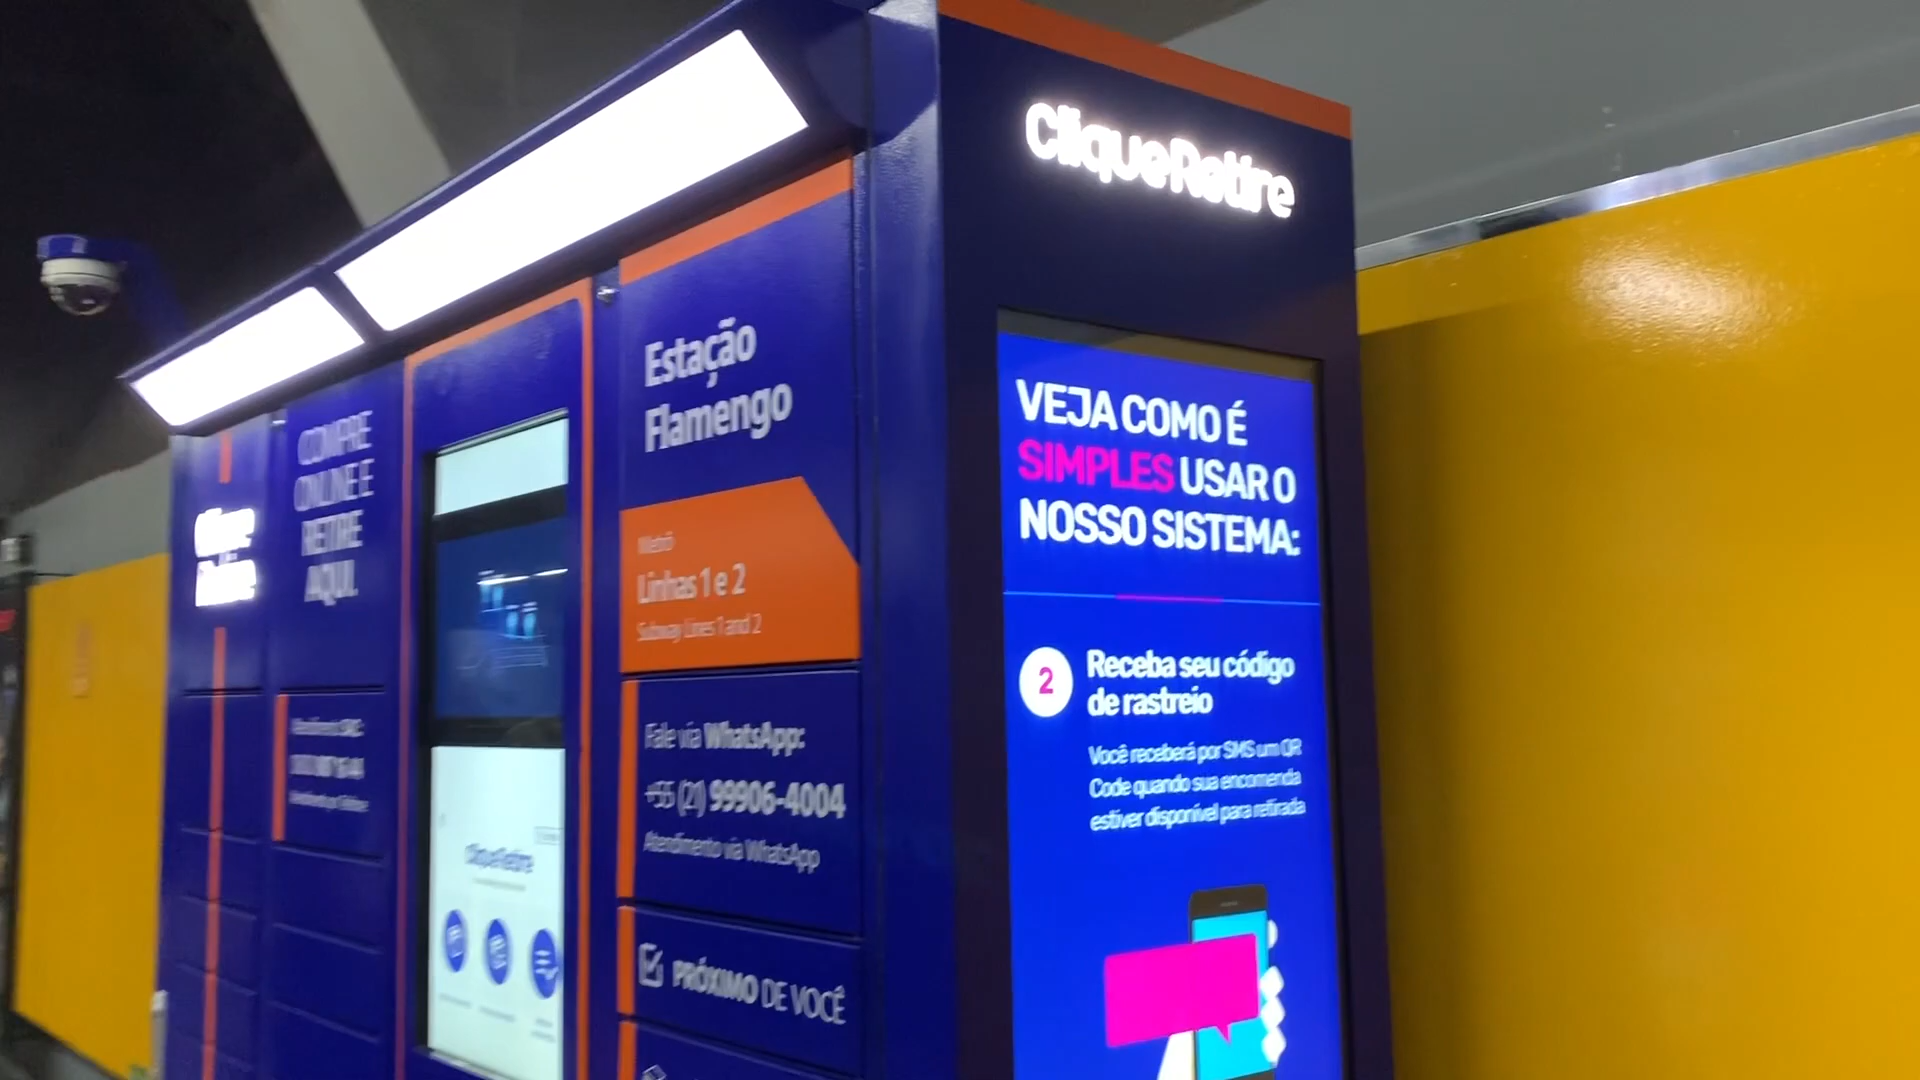 CliqueRetire
Clique
Retire
COMPRE
ONLINE E
RETIRE
AQUI.
CliqueRetire
Estação
Flamengo
Metrô
Linhas 1 e 2
Subway Lines 1 and 2
Fale via WhatsApp:
+55 (21) 99906-4004
Atendimento via WhatsApp
PRÓXIMO DE VOCÊ
VEJA COMO É
SIMPLES USAR O
NOSSO SISTEMA:
2
Receba seu código
de rastreio
Você receberá por SMS um QR
Code quando sua encomenda
estiver disponível para retirada